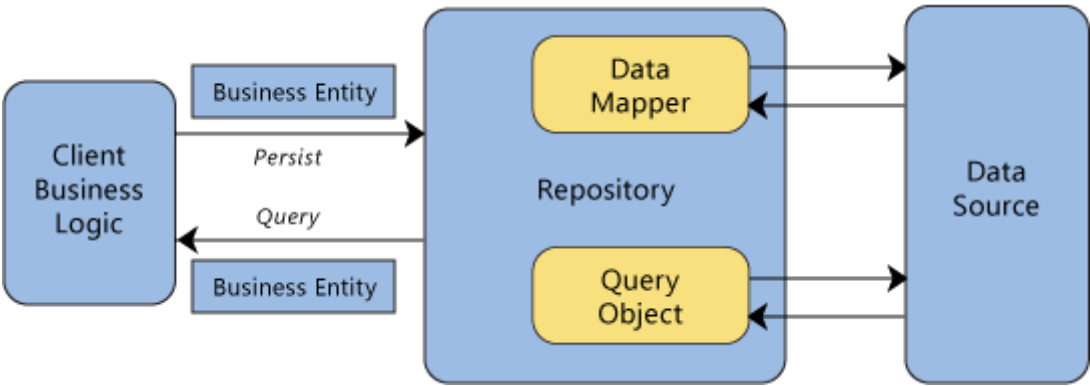 Client
Business
Logic
Business Entity
Persist
Query
Business Entity
Data
Mapper
Repository
Query
Object
Data
Source